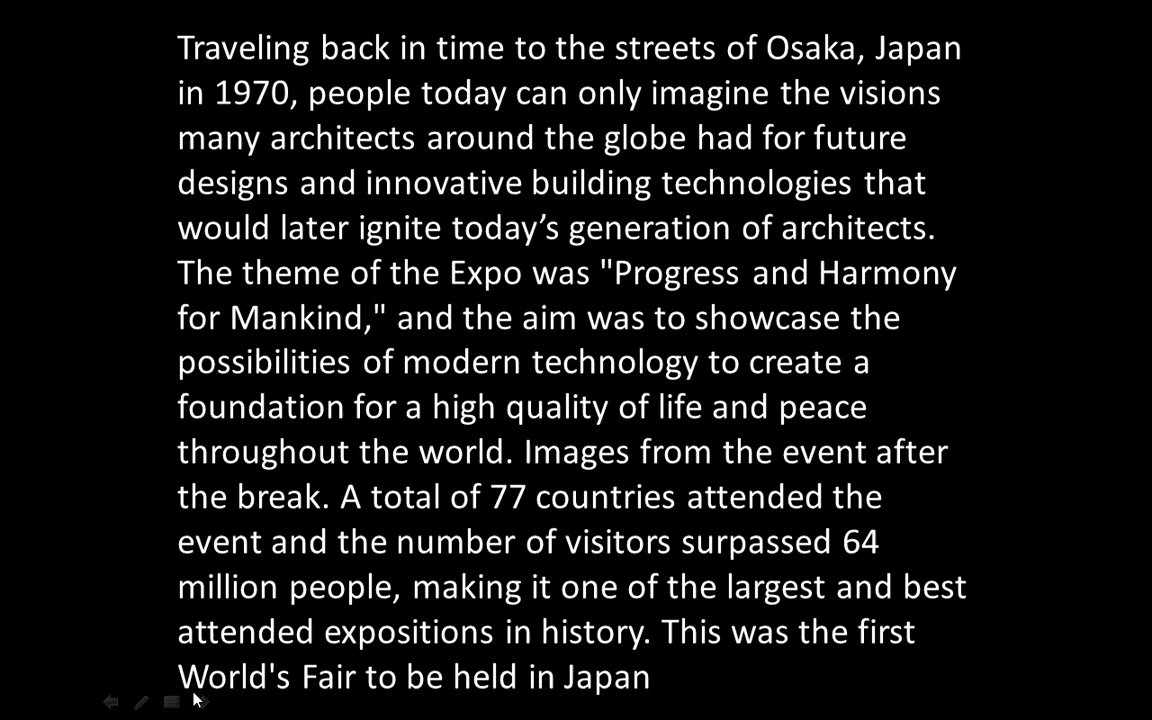 Traveling back in time to the streets of Osaka, Japan
in 1970, people today can only imagine the visions
many architects around the globe had for future
designs and innovative building technologies that
would later ignite today’s generation of architects.
The theme of the Expo was "Progress and Harmony
for Mankind," and the aim was to showcase the
possibilities of modern technology to create a
foundation for a high quality of life and peace
throughout the world. Images from the event after
the break. A total of 77 countries attended the
event and the number of visitors surpassed 64
million people, making it one of the largest and best
attended expositions in history. This was the first
World's Fair to be held in Japan